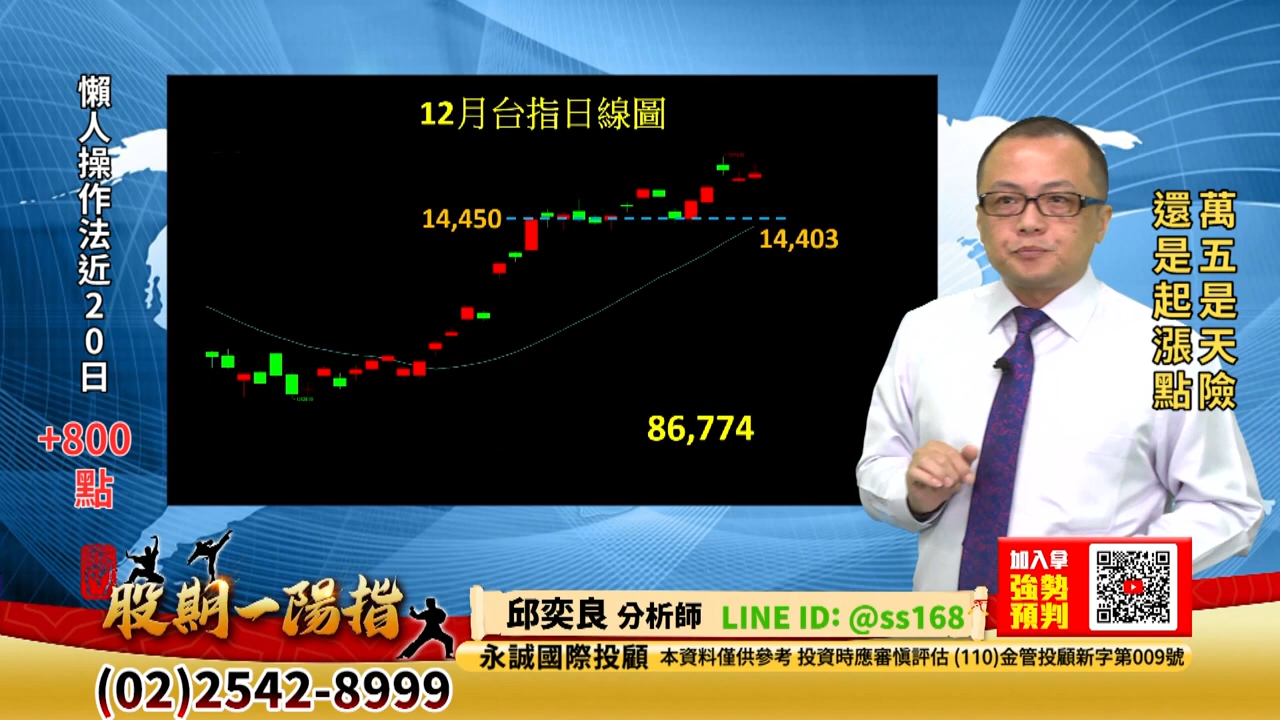 懶人操作法近20日
+800
點
12月台指日線圖
14,450
14,403
86,774
萬五是天險
還是起漲點
股期一陽指
(02)2542-8999
邱奕良 分析師 LINE ID: @ss168
永誠國際投顧 本資料僅供參考 投資時應審慎評估 (110)金管投顧新字第009號
加入拿
強勢
預判